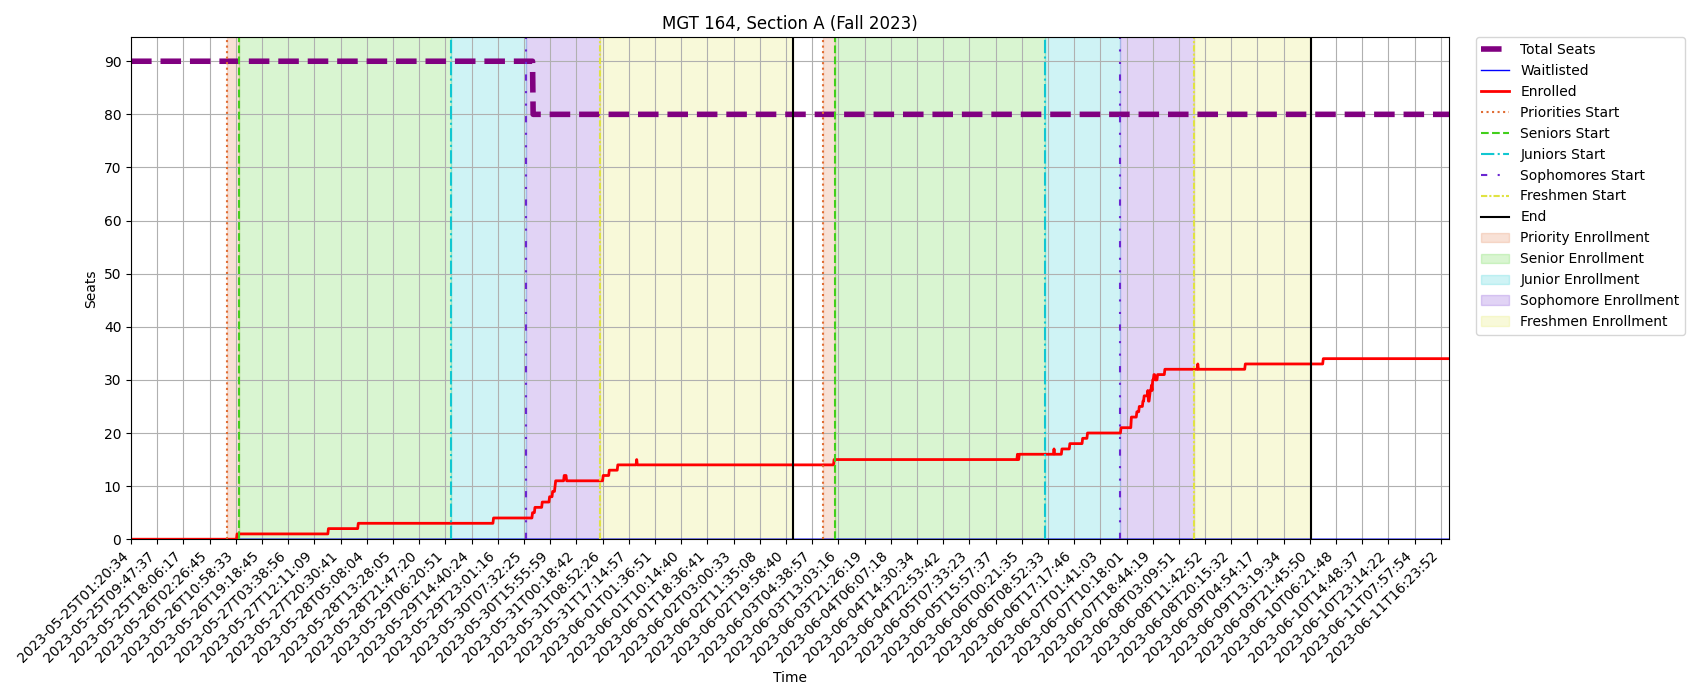 MGT 164, Section A (Fall 2023)
Seats
90
80
70
60
50
40
30
20
10
0
2023-05-25T01:20:34
2023-05-25T09:47:37
2023-05-25T18:06:17
2023-05-26T02:26:45
2023-05-26T10:58:33
2023-05-26T19:18:45
2023-05-27T03:38:56
2023-05-27T12:11:09
2023-05-27T20:30:41
2023-05-28T05:08:04
2023-05-28T13:28:05
2023-05-28T21:47:20
2023-05-29T06:20:51
2023-05-29T14:40:24
2023-05-29T23:01:16
2023-05-30T07:32:25
2023-05-30T15:55:59
2023-05-31T00:18:42
2023-05-31T08:52:26
2023-05-31T17:14:57
2023-06-01T01:36:51
2023-06-01T10:14:40
2023-06-01T18:36:41
2023-06-02T03:00:33
2023-06-02T11:35:08
2023-06-02T19:58:40
2023-06-03T04:38:57
2023-06-03T13:03:16
2023-06-03T21:26:19
2023-06-04T06:07:18
2023-06-04T14:30:34
2023-06-04T22:53:42
2023-06-05T07:33:23
2023-06-05T15:57:37
2023-06-06T00:21:35
2023-06-06T08:52:33
2023-06-06T17:17:46
2023-06-07T01:41:03
2023-06-07T10:18:01
2023-06-07T18:44:19
2023-06-08T03:09:51
2023-06-08T11:42:52
2023-06-08T20:15:32
2023-06-09T04:54:17
2023-06-09T13:19:34
2023-06-09T21:45:50
2023-06-10T06:21:48
2023-06-10T14:48:37
2023-06-10T23:14:22
2023-06-11T07:57:54
2023-06-11T16:23:52
Time
Total Seats
Waitlisted
Enrolled
Priorities Start
Seniors Start
Juniors Start
Sophomores Start
Freshmen Start
End
Priority Enrollment
Senior Enrollment
Junior Enrollment
Sophomore Enrollment
Freshmen Enrollment